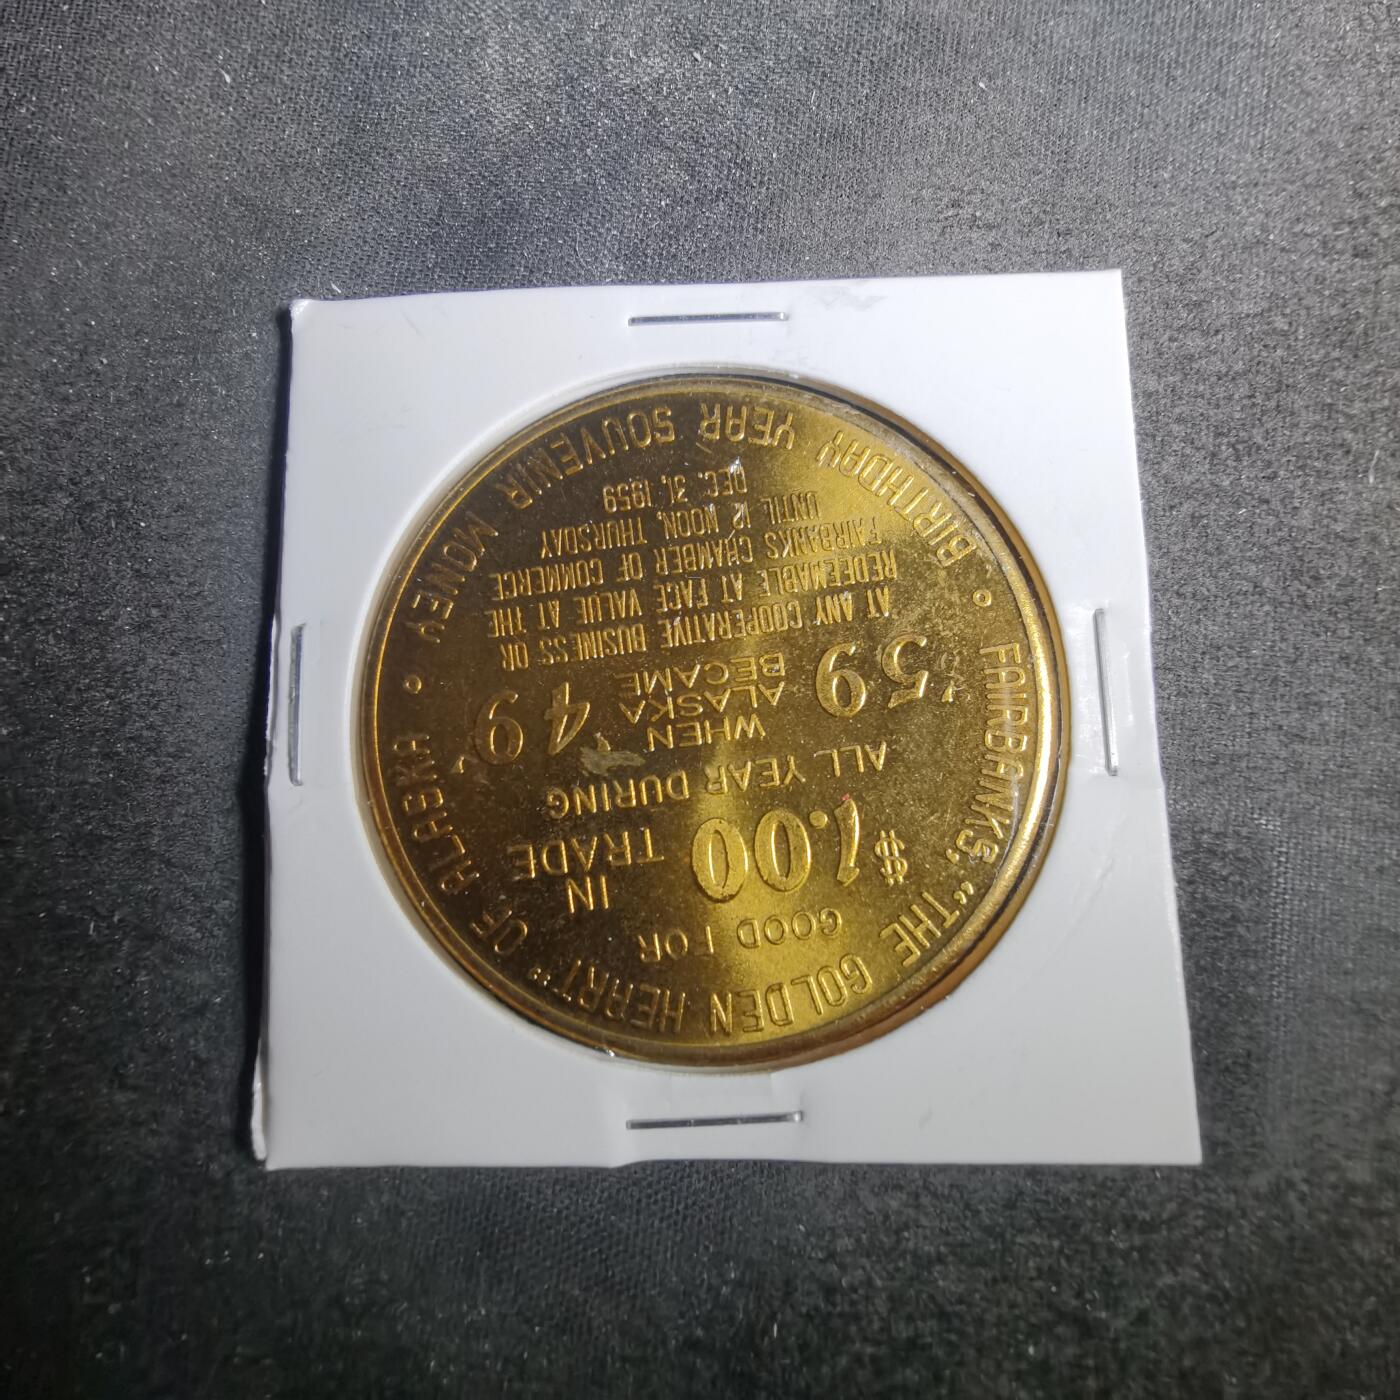 FAIRBANKS, "THE GOLDEN HEART" OF ALASKA
GOOD FOR
$1.00 IN TRADE
ALL YEAR DURING
'59 WHEN ALASKA BECAME 49
AT ANY COOPERATIVE BUSINESS OR
REDEEMABLE AT FACE VALUE AT THE
FAIRBANKS CHAMBER OF COMMERCE
UNTIL 12 NOON, THURSDAY
DEC. 31, 1959
BIRTHDAY YEAR SOUVENIR MONEY